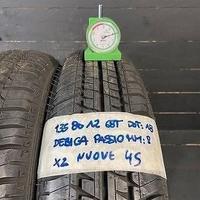 135 80 12 68T DOT: 18
DEBICA PASSIO MM: 8
X2 NUOVE 45